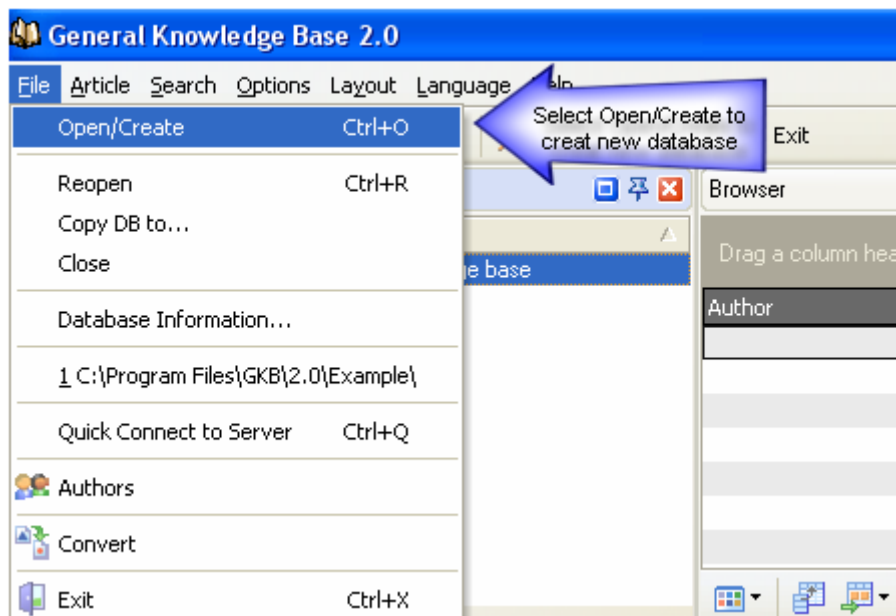 General Knowledge Base 2.0
File Article Search Options Layout Language
Open/Create Ctrl+O
Select Open/Create to
creat new database
Exit
Reopen Ctrl+R
Browser
Copy DB to...
Close
Drag a column hea
ge base
Author
Database Information...
1 C:\Program Files\GKB\2.0\Example\
Quick Connect to Server Ctrl+Q
Authors
Convert
Exit Ctrl+X